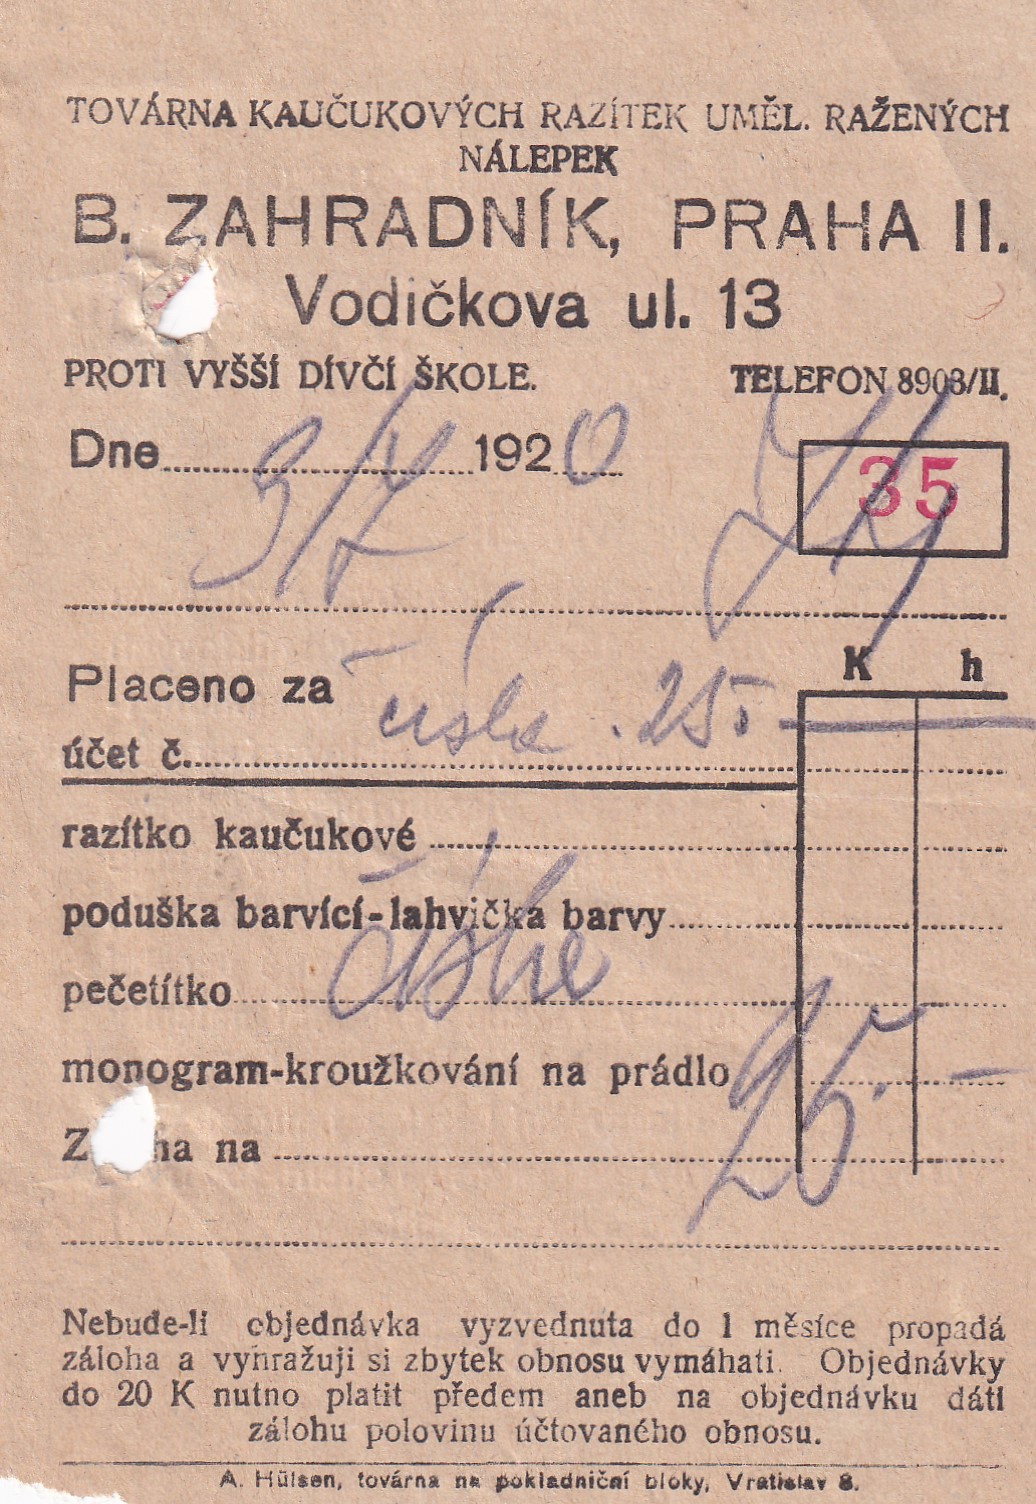 TOVÁRNA KAUČUKOVÝCH RAZÍTEK UMĚL. RAŽENÝCH
NÁLEPEK
B. ZAHRADNÍK, PRAHA II.
Vodičkova ul. 13
PROTI VYŠŠÍ DÍVČÍ ŠKOLE. TELEFON 8903/II.
Dne 1920
35
K h
Placeno za
účet č.
razítko kaučukové
poduška barvící-lahvička barvy
pečetítko
monogram-kroužkování na prádlo
25.-
Z ha na
Nebude-li objednávka vyzvednuta do 1 měsíce propadá
záloha a vyhražuji si zbytek obnosu vymáhati. Objednávky
do 20 K nutno platit předem aneb na objednávku dáti
zálohu polovinu účtovaného obnosu.
A. Hülsen, továrna na pokladniční bloky, Vratislav 8.